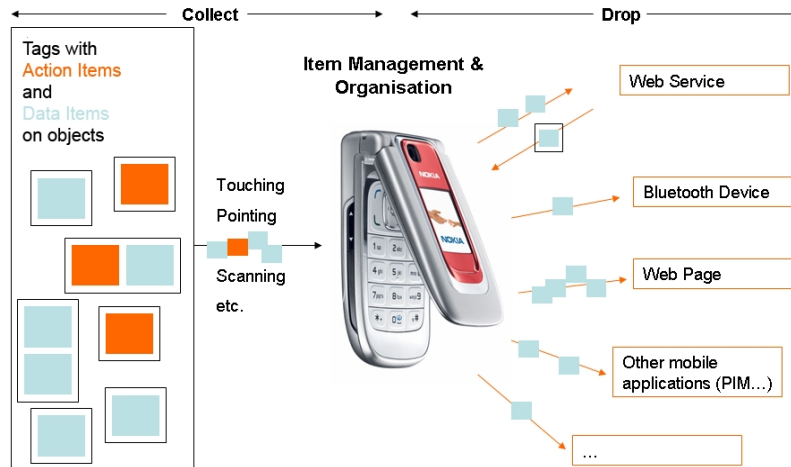 Collect
Drop
Tags with
Action Items
and
Data Items
on objects
Item Management &
Organisation
Touching
Pointing
Scanning
etc.
NOKIA
NOKIA
Web Service
Bluetooth Device
Web Page
Other mobile
applications (PIM…)
…